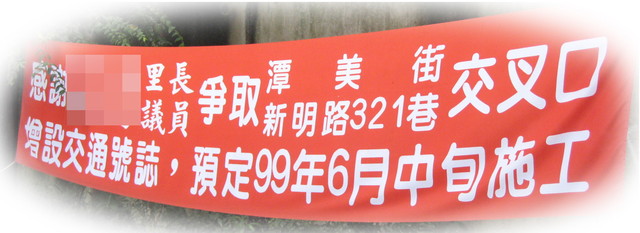 感謝 里長 議員 爭取 潭美街 新明路321巷 交叉口
增設交通號誌，預定99年6月中旬施工